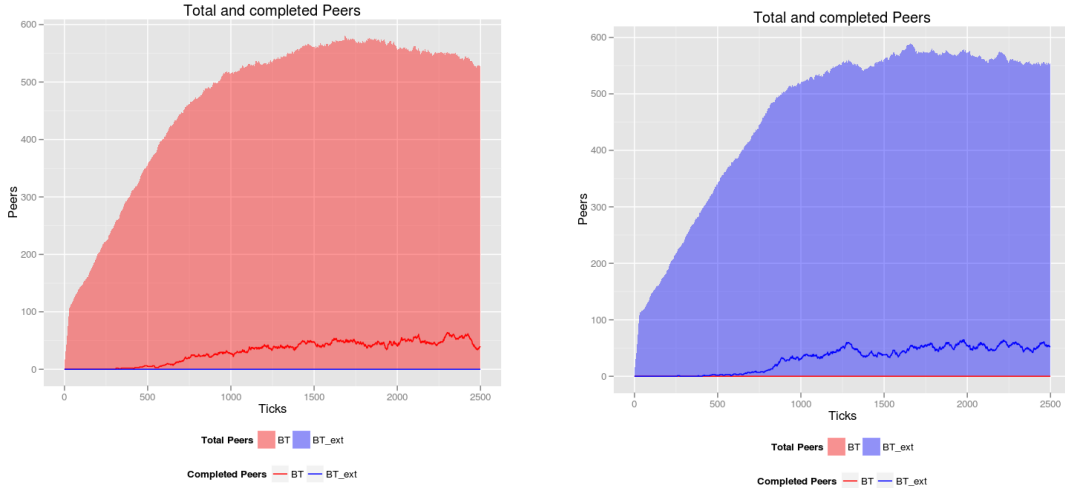 Total and completed Peers
600
500
400
300
200
100
0
Peers
0 500 1000 1500 2000 2500
Ticks
Total Peers BT BT_ext
Completed Peers BT BT_ext
Total and completed Peers
600
500
400
300
200
100
0
Peers
0 500 1000 1500 2000 2500
Ticks
Total Peers BT BT_ext
Completed Peers BT BT_ext